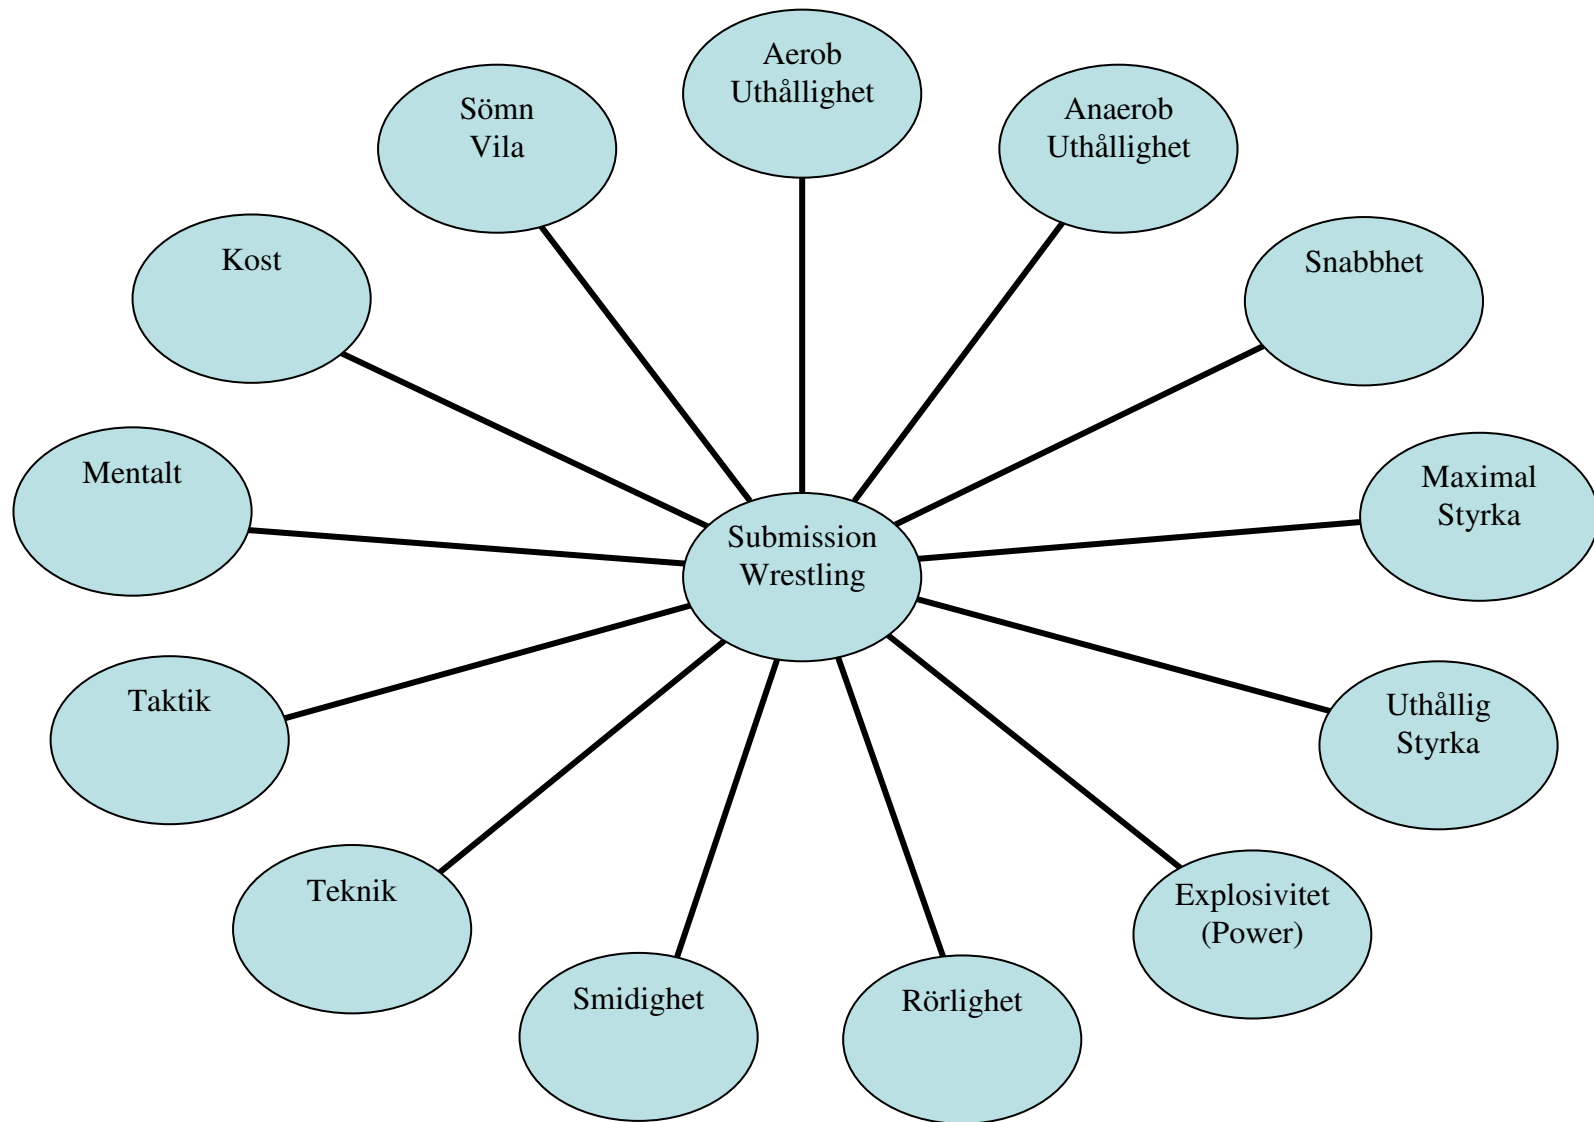 Aerob
Uthållighet
Sömn
Vila
Anaerob
Uthållighet
Kost
Snabbhet
Mentalt
Maximal
Styrka
Submission
Wrestling
Taktik
Uthållig
Styrka
Teknik
Explosivitet
(Power)
Smidighet
Rörlighet